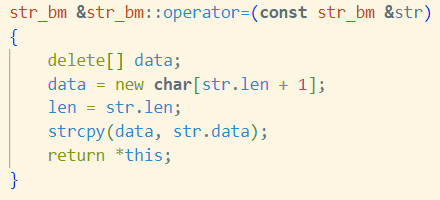 str_bm &str_bm::operator=(const str_bm &str)
{
    delete[] data;
    data = new char[str.len + 1];
    len = str.len;
    strcpy(data, str.data);
    return *this;
}